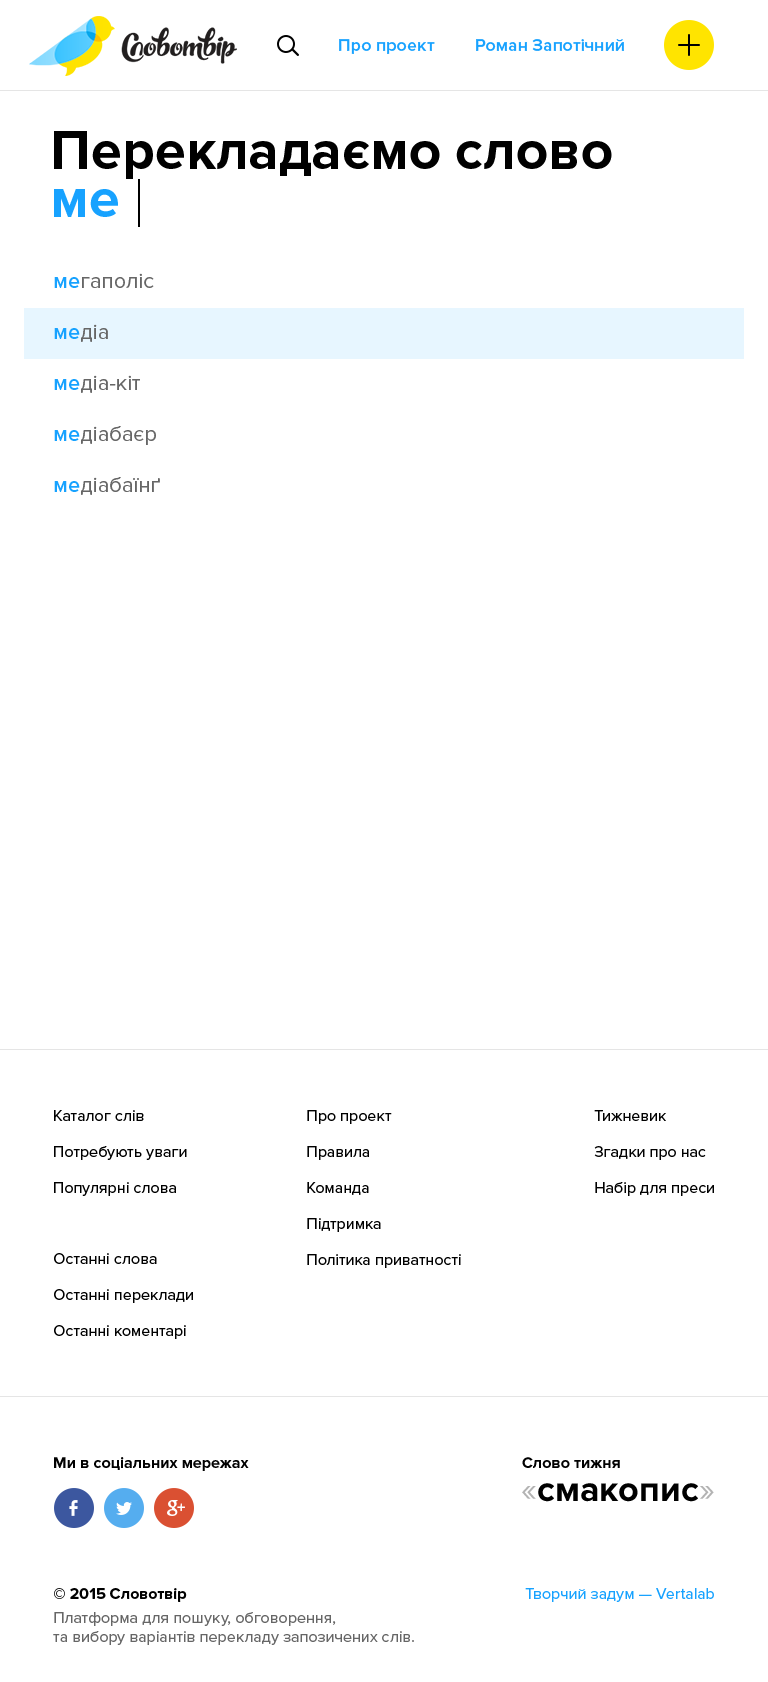 Словотвір
Про проект
Роман Запотічний
Перекладаємо слово
ме
мегаполіс
медіа
медіа-кіт
медіабаєр
медіабаїнґ
Каталог слів
Потребують уваги
Популярні слова
Останні слова
Останні переклади
Останні коментарі
Про проект
Правила
Команда
Підтримка
Політика приватності
Тижневик
Згадки про нас
Набір для преси
Ми в соціальних мережах
Слово тижня
«смакопис»
© 2015 Словотвір
Платформа для пошуку, обговорення,
та вибору варіантів перекладу запозичених слів.
Творчий задум — Vertalab